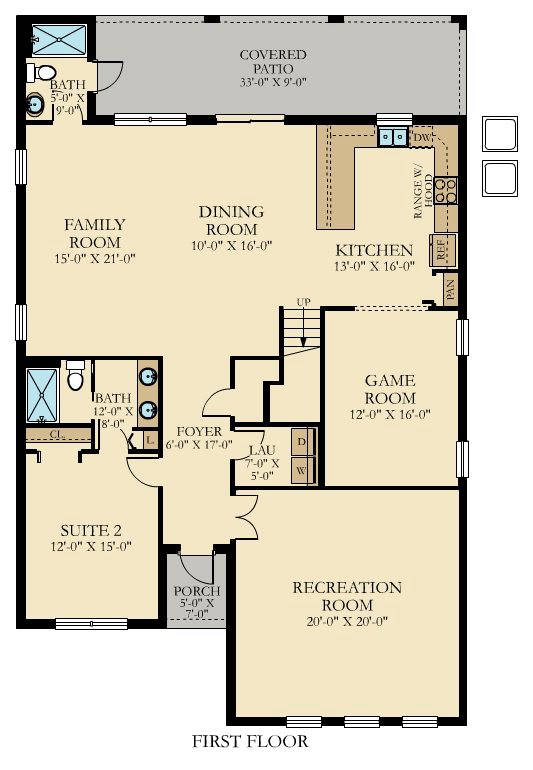 COVERED
PATIO
33'-0" X 9'-0"
BATH
5'-0" X
9'-0"
DW
RANGE W/
HOOD
FAMILY
ROOM
15'-0" X 21'-0"
DINING
ROOM
10'-0" X 16'-0"
KITCHEN
13'-0" X 16'-0"
REF
PAN
UP
GAME
ROOM
12'-0" X 16'-0"
BATH
12'-0" X
8'-0"
CL.
L.
FOYER
6'-0" X 17'-0"
LAU
7'-0" X
5'-0"
D
W
SUITE 2
12'-0" X 15'-0"
PORCH
5'-0" X
7'-0"
RECREATION
ROOM
20'-0" X 20'-0"
FIRST FLOOR